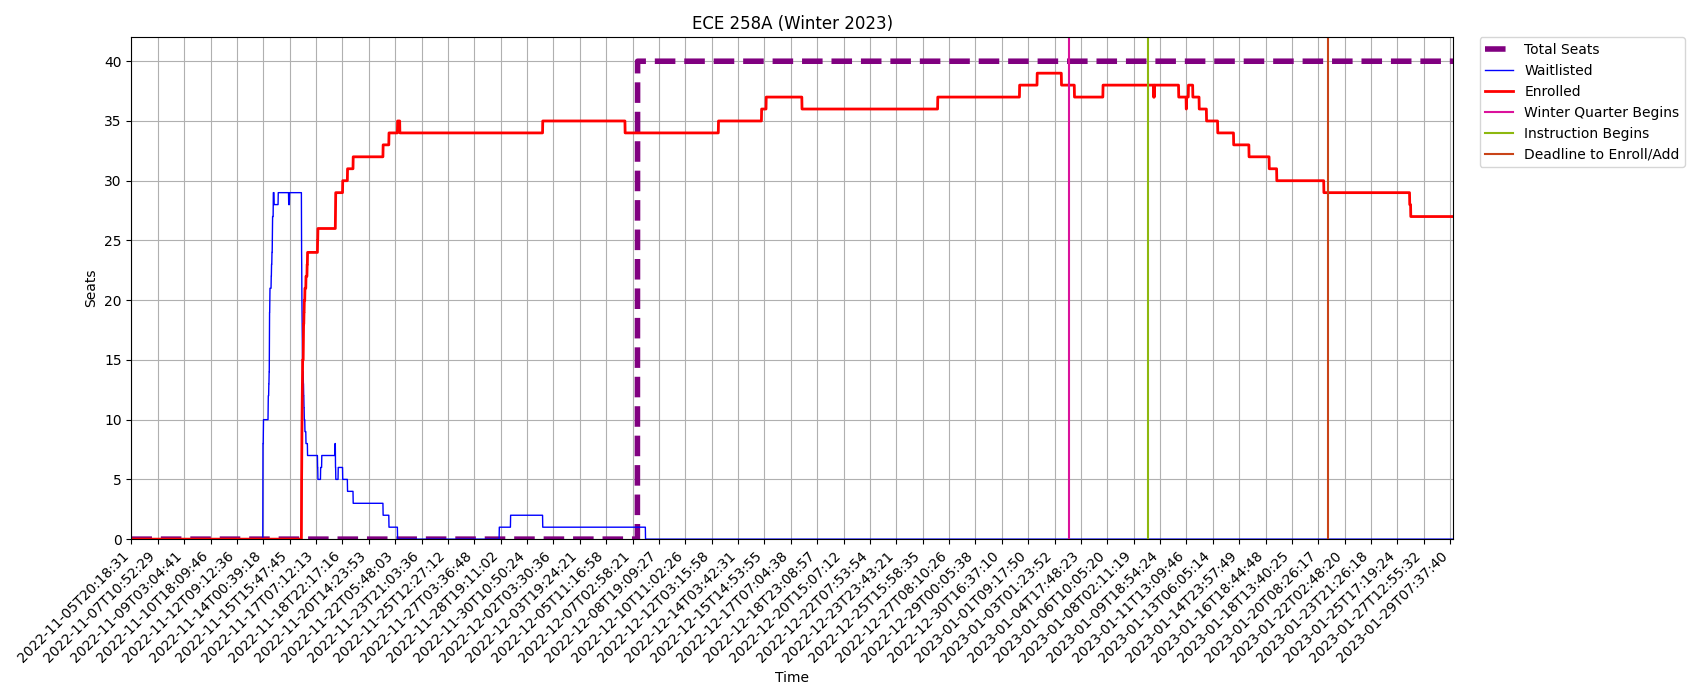 ECE 258A (Winter 2023)
Total Seats
Waitlisted
Enrolled
Winter Quarter Begins
Instruction Begins
Deadline to Enroll/Add
Seats
40
35
30
25
20
15
10
5
0
2022-11-05T20:18:31
2022-11-07T10:52:29
2022-11-09T03:04:41
2022-11-10T18:09:46
2022-11-12T09:12:36
2022-11-14T00:39:18
2022-11-15T15:47:45
2022-11-17T07:12:13
2022-11-18T22:17:16
2022-11-20T14:23:53
2022-11-22T05:48:03
2022-11-23T21:03:36
2022-11-25T12:27:12
2022-11-27T03:36:48
2022-11-28T19:11:02
2022-11-30T10:50:24
2022-12-02T03:30:36
2022-12-03T19:24:21
2022-12-05T11:16:58
2022-12-07T02:58:21
2022-12-08T19:09:27
2022-12-10T11:02:26
2022-12-12T03:15:58
2022-12-14T03:42:31
2022-12-15T14:53:55
2022-12-17T07:04:38
2022-12-18T23:08:57
2022-12-20T15:07:12
2022-12-22T07:53:54
2022-12-23T23:43:21
2022-12-25T15:58:35
2022-12-27T08:10:26
2022-12-29T00:05:38
2022-12-30T16:37:10
2023-01-01T09:17:50
2023-01-03T01:23:52
2023-01-04T17:48:23
2023-01-06T10:05:20
2023-01-08T02:11:19
2023-01-09T18:54:24
2023-01-11T13:09:46
2023-01-13T06:05:14
2023-01-14T23:57:49
2023-01-16T18:44:48
2023-01-18T13:40:25
2023-01-20T08:26:17
2023-01-22T02:48:20
2023-01-23T21:26:18
2023-01-25T17:19:24
2023-01-27T12:55:32
2023-01-29T07:37:40
Time